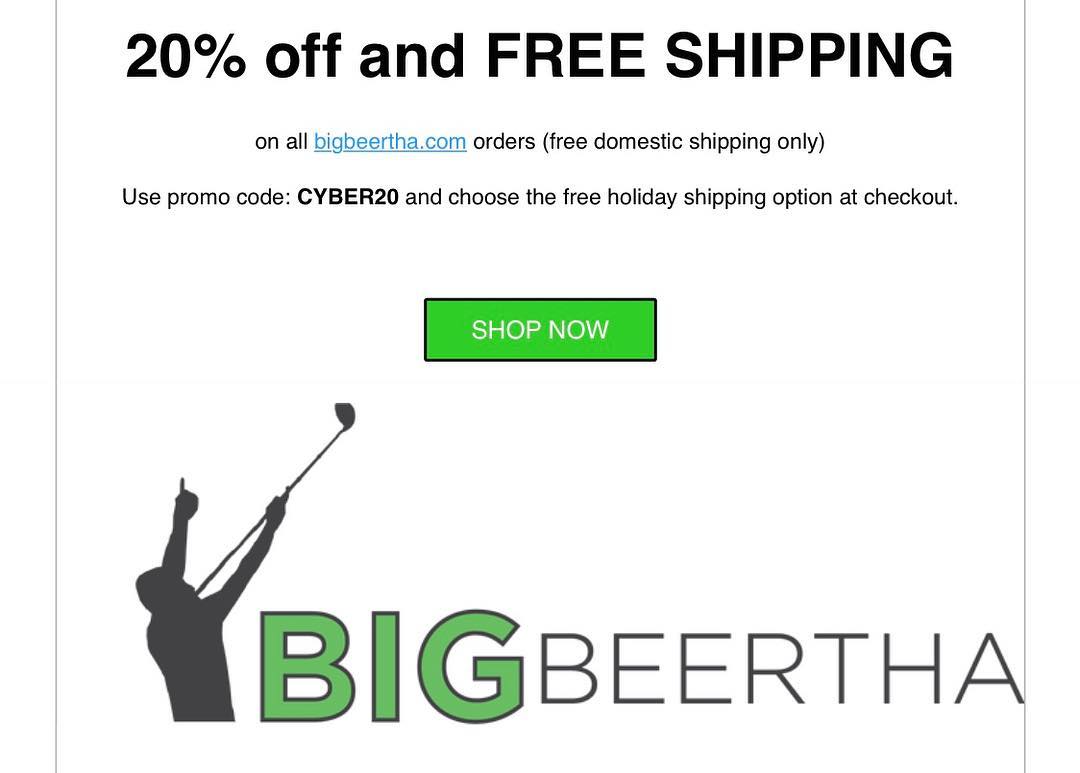 20% off and FREE SHIPPING
on all bigbeertha.com orders (free domestic shipping only)
Use promo code: CYBER20 and choose the free holiday shipping option at checkout.
SHOP NOW
BIGBEERTHA